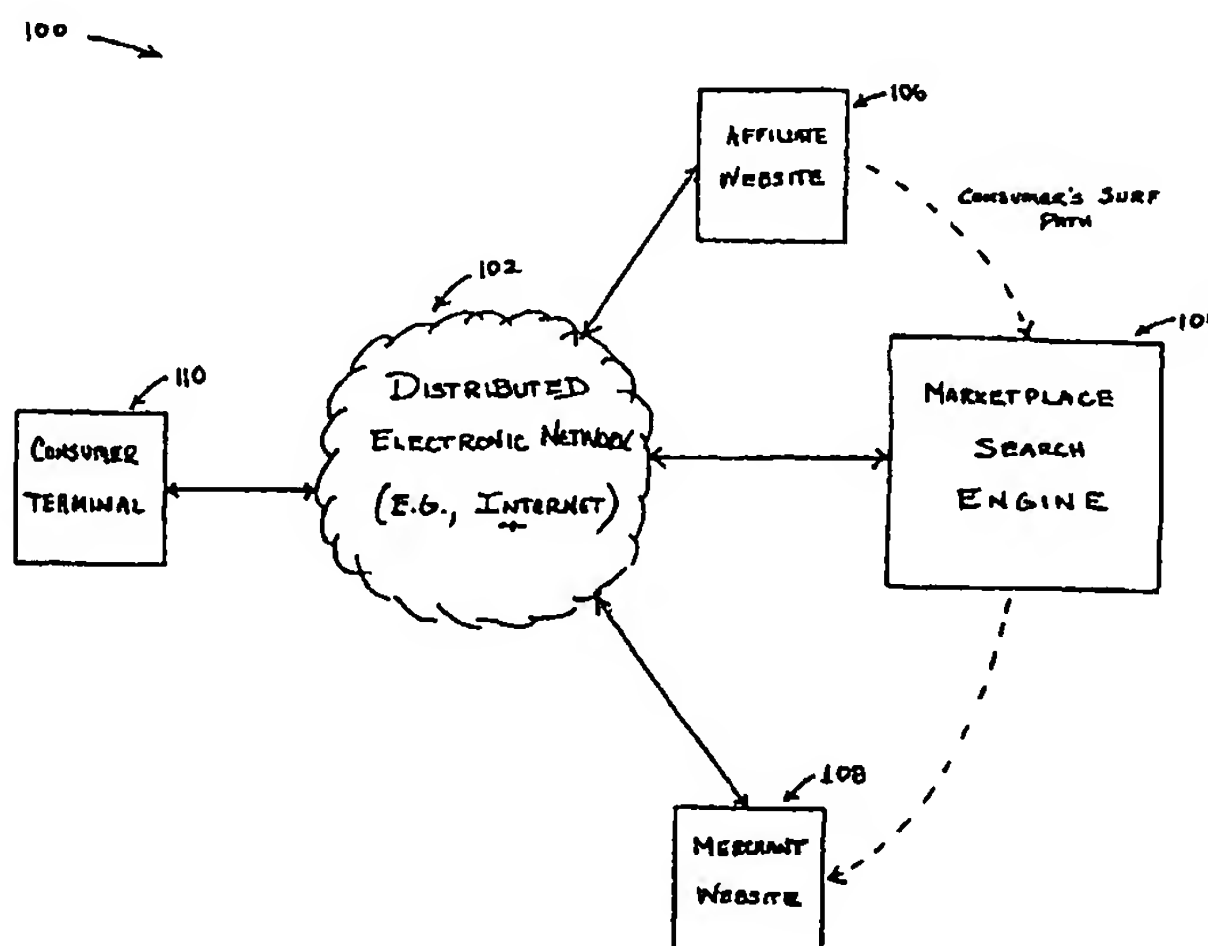 100
106
AFFILIATE
WEBSITE
CONSUMER'S SURF
PATH
102
110
DISTRIBUTED
ELECTRONIC NETWORK
(E.G., INTERNET)
CONSUMER
TERMINAL
MARKETPLACE
SEARCH
ENGINE
108
MERCHANT
WEBSITE